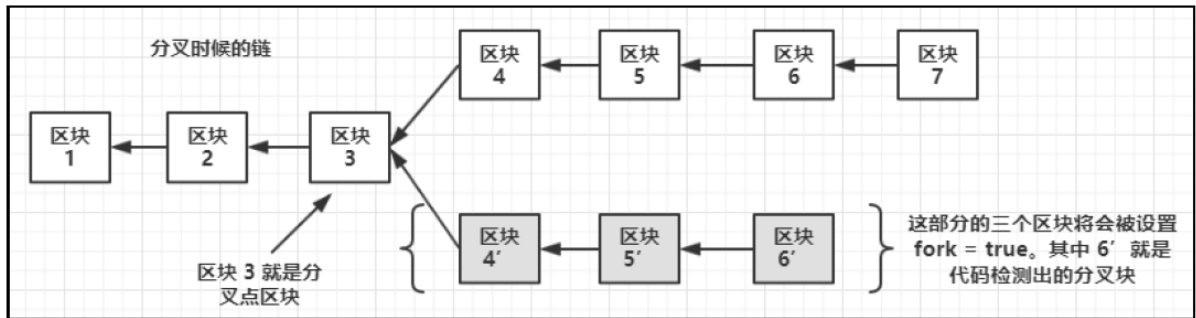 分叉时候的链
区块
4
区块
5
区块
6
区块
7
区块
1
区块
2
区块
3
区块
4′
区块
5′
区块
6′
这部分的三个区块将会被设置
fork = true。其中 6′ 就是
代码检测出的分叉块
区块 3 就是分
叉点区块